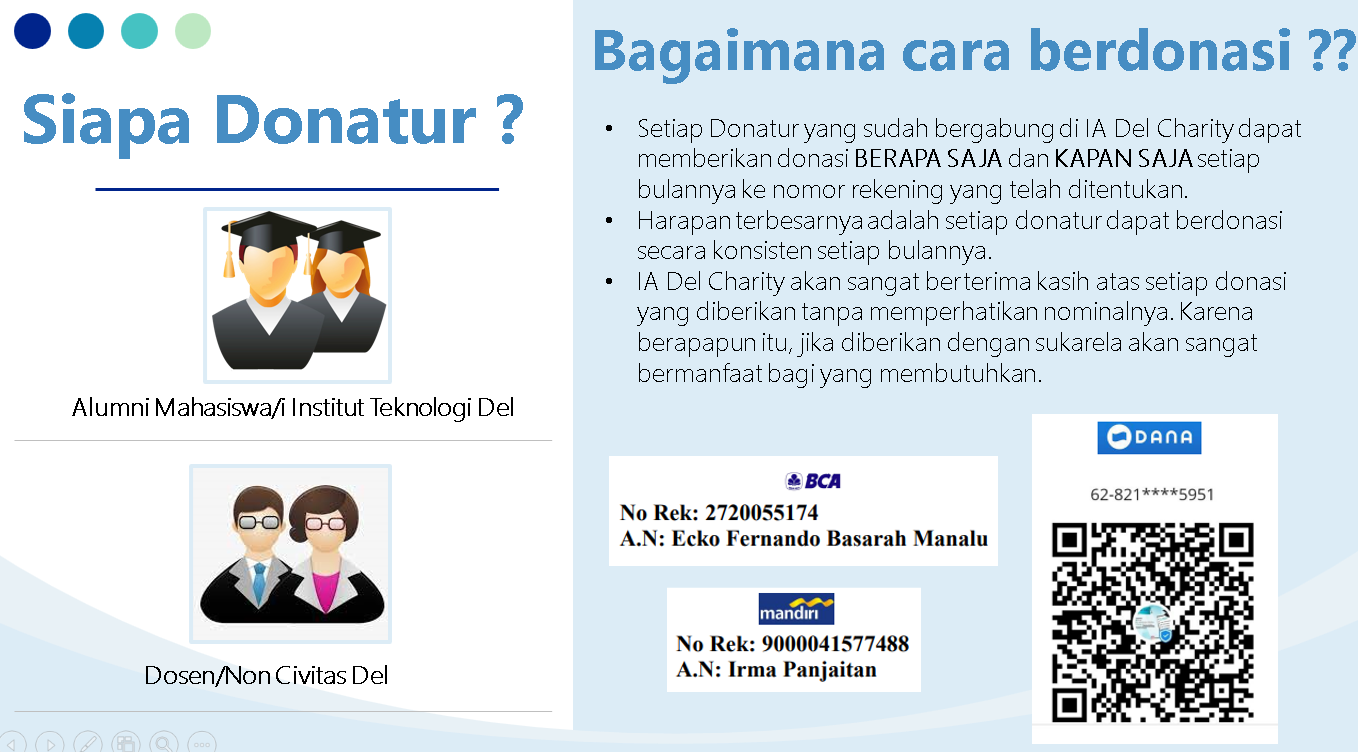 Siapa Donatur ?
Alumni Mahasiswa/i Institut Teknologi Del
Dosen/Non Civitas Del
Bagaimana cara berdonasi ??
• Setiap Donatur yang sudah bergabung di IA Del Charity dapat
memberikan donasi BERAPA SAJA dan KAPAN SAJA setiap
bulannya ke nomor rekening yang telah ditentukan.
• Harapan terbesarnya adalah setiap donatur dapat berdonasi
secara konsisten setiap bulannya.
• IA Del Charity akan sangat berterima kasih atas setiap donasi
yang diberikan tanpa memperhatikan nominalnya. Karena
berapapun itu, jika diberikan dengan sukarela akan sangat
bermanfaat bagi yang membutuhkan.
BCA
No Rek: 2720055174
A.N: Ecko Fernando Basarah Manalu
mandiri
No Rek: 9000041577488
A.N: Irma Panjaitan
DANA
62-821****5951